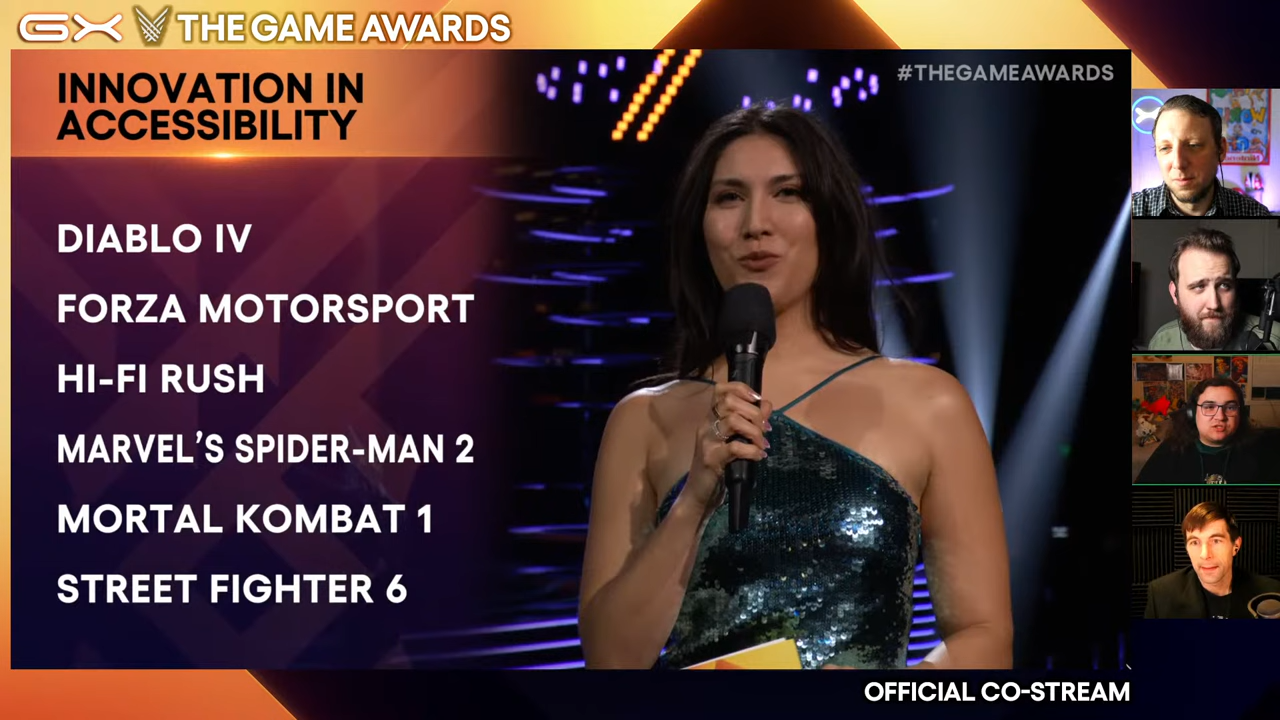 GX THE GAME AWARDS
INNOVATION IN
ACCESSIBILITY
#THEGAMEAWARDS
DIABLO IV
FORZA MOTORSPORT
HI-FI RUSH
MARVEL'S SPIDER-MAN 2
MORTAL KOMBAT 1
STREET FIGHTER 6
OFFICIAL CO-STREAM